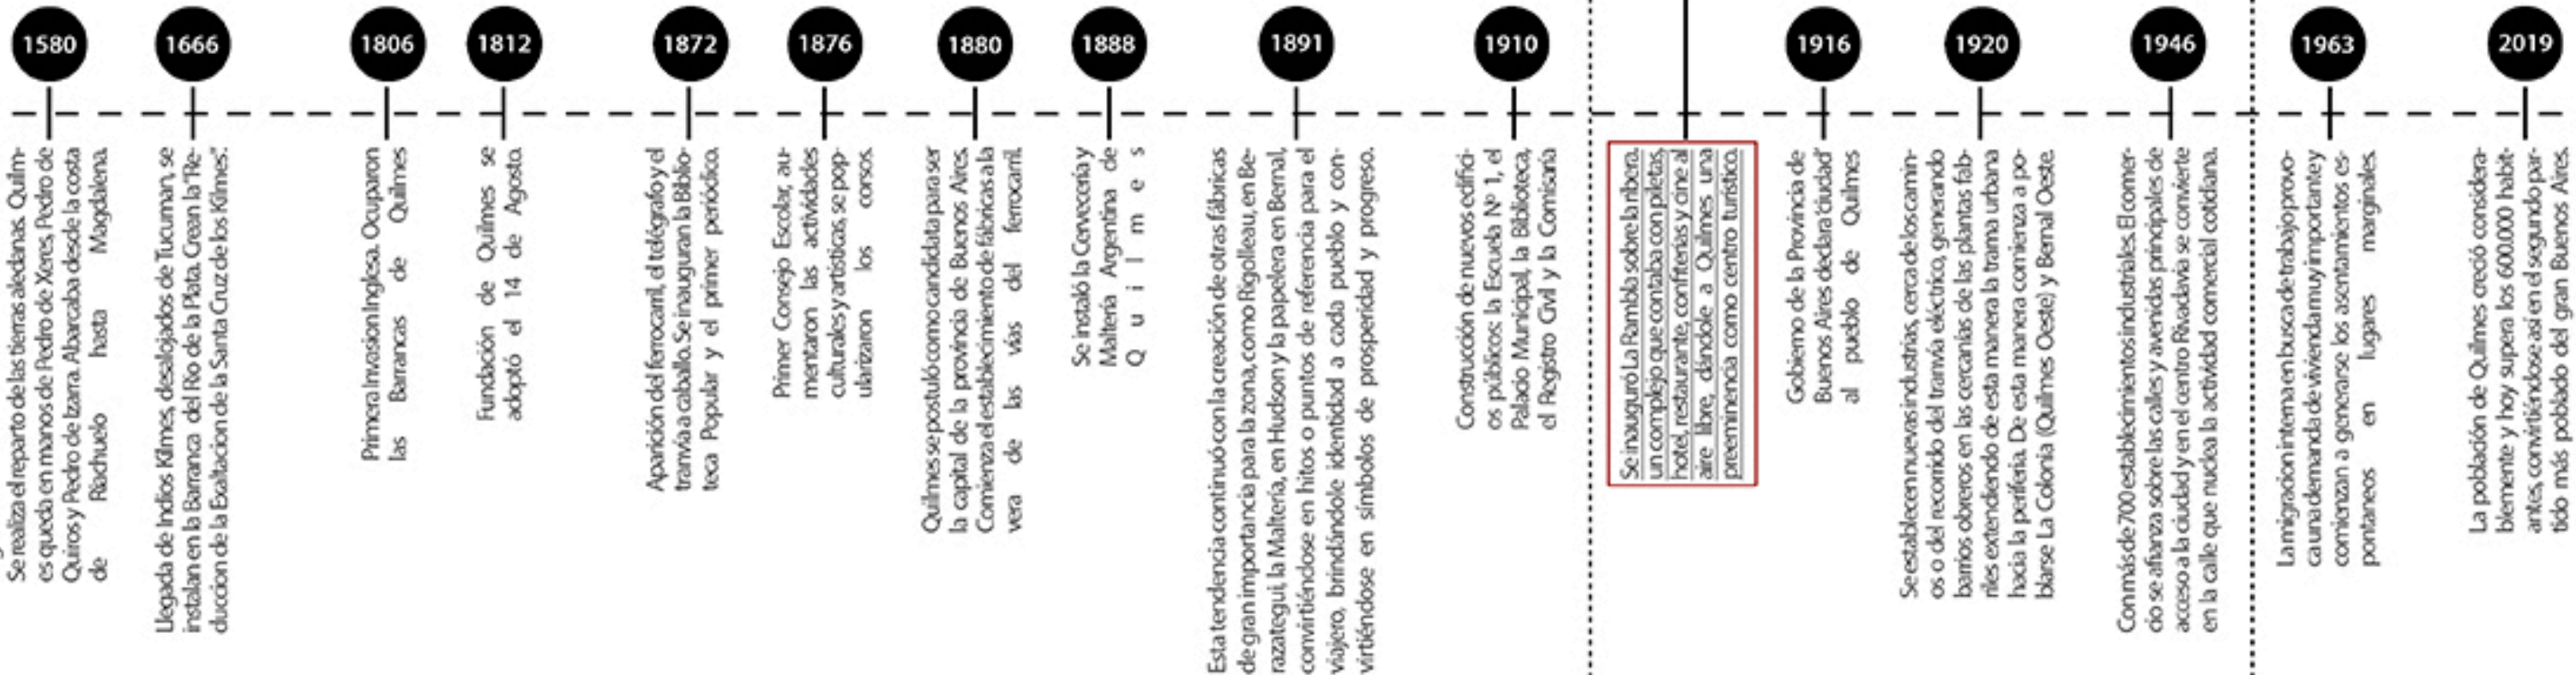 1580
Se realiza el reparto de las tierras aledanas. Quilm-
es queda en manos de Pedro de Xeres, Pedro de
Quiros y Pedro de Izarra. Abarcaba desde la costa
de Riachuelo hasta Magdalena.
1666
Llegada de Indios Kilmes, desalojados de Tucuman, se
instalan en la Barranca del Rio de la Plata. Crean la "Re-
duccion de la Exaltacion de la Santa Cruz de los Kilmes".
1806
Primera Invasion Inglesa. Ocuparon
las Barrancas de Quilmes
1812
Fundación de Quilmes se
adoptó el 14 de Agosto.
1872
Aparición del ferrocarril, el telégrafo y el
tranvía a caballo. Se inauguran la Biblio-
teca Popular y el primer periódico.
1876
Primer Consejo Escolar, au-
mentaron las actividades
culturales y artisticas, se pop-
ularizaron los corsos.
1880
Quilmes se postuló como candidata para ser
la capital de la provincia de Buenos Aires.
Comienza el establecimiento de fábricas a la
vera de las vías del ferrocarril.
1888
Se instaló la Cervecería y
Maltería Argentina de
Quilmes
1891
Esta tendencia continuó con la creación de otras fábricas
de gran importancia para la zona, como Rigolleau, en Be-
razategui, la Maltería, en Hudson y la papelera en Bernal,
convirtiéndose en hitos o puntos de referencia para el
viajero, brindándole identidad a cada pueblo y con-
virtiéndose en símbolos de prosperidad y progreso.
1910
Construcción de nuevos edifici-
os públicos: la Escuela Nº 1, el
Palacio Municipal, la Biblioteca,
el Registro Civil y la Comisaría
Se inauguró La Rambla sobre la ribera,
un complejo que contaba con piletas,
hotel, restaurante, confiterías y cine al
aire libre, dándole a Quilmes una
preeminencia como centro turístico.
1916
Gobierno de la Provincia de
Buenos Aires declara 'ciudad'
al pueblo de Quilmes
1920
Se establecen nuevas industrias, cerca de los camin-
os o del recorrido del tranvía eléctrico, generando
barrios obreros en las cercanías de las plantas fab-
riles extendiendo de esta manera la trama urbana
hacia la periferia. De esta manera comienza a po-
blarse La Colonia (Quilmes Oeste) y Bernal Oeste.
1946
Con más de 700 establecimientos industriales. El comer-
cio se afianza sobre las calles y avenidas principales de
acceso a la ciudad y en el centro Rivadavia se convierte
en la calle que nuclea la actividad comercial cotidiana.
1963
La migracion interna en busca de trabajo provo-
ca una demanda de vivienda muy importante y
comienzan a generarse los asentamientos es-
pontaneos en lugares marginales.
2019
La población de Quilmes creció considera-
blemente y hoy supera los 600.000 habit-
antes, convirtiéndose asi en el segundo par-
tido más poblado del gran Buenos Aires.